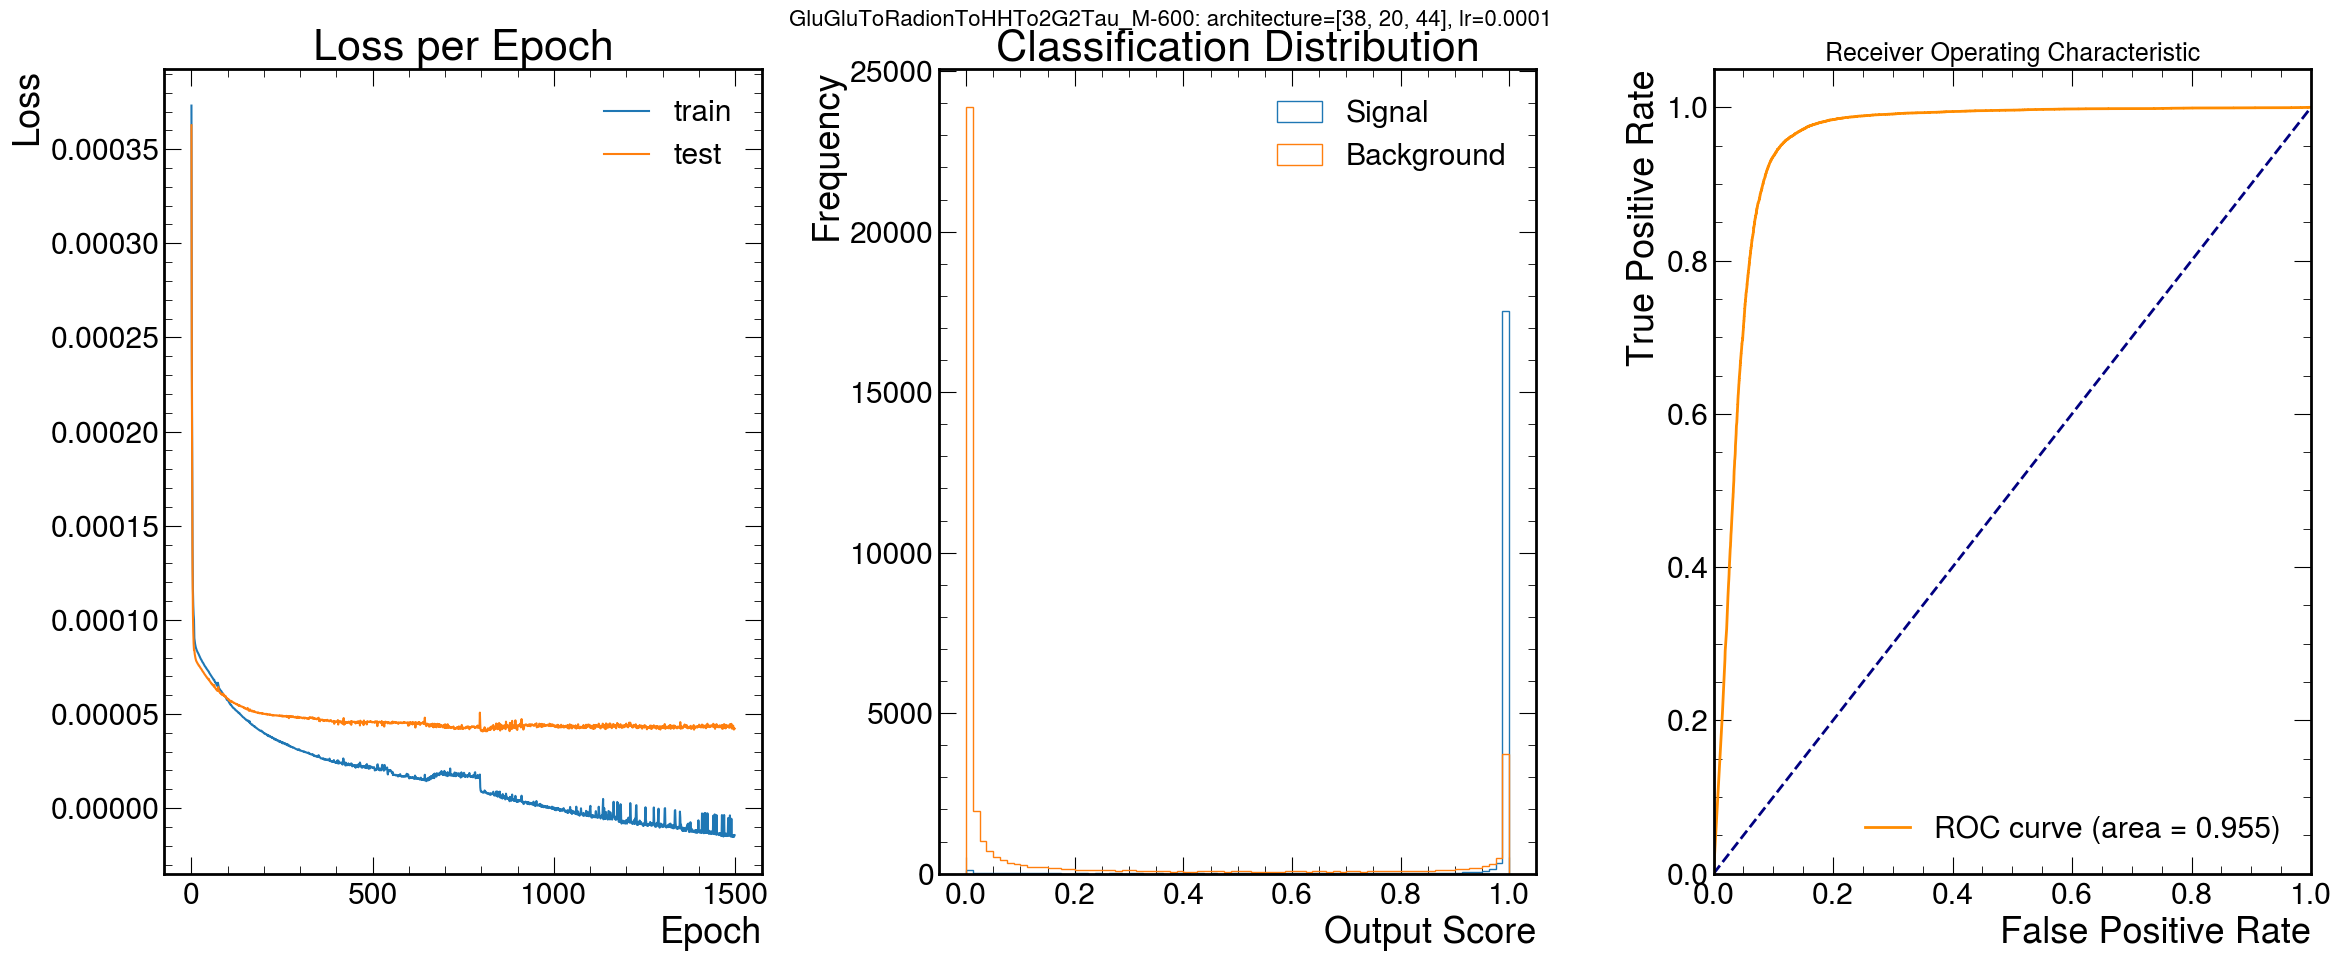 GluGluToRadionToHHTo2G2Tau_M-600: architecture=[38, 20, 44], lr=0.0001
Loss per Epoch
Loss
0.00035
0.00030
0.00025
0.00020
0.00015
0.00010
0.00005
0.00000
train
test
0 500 1000 1500
Epoch
Classification Distribution
Frequency
25000
20000
15000
10000
5000
0
Signal
Background
0.0 0.2 0.4 0.6 0.8 1.0
Output Score
Receiver Operating Characteristic
True Positive Rate
1.0
0.8
0.6
0.4
0.2
0.0
ROC curve (area = 0.955)
0.0 0.2 0.4 0.6 0.8 1.0
False Positive Rate